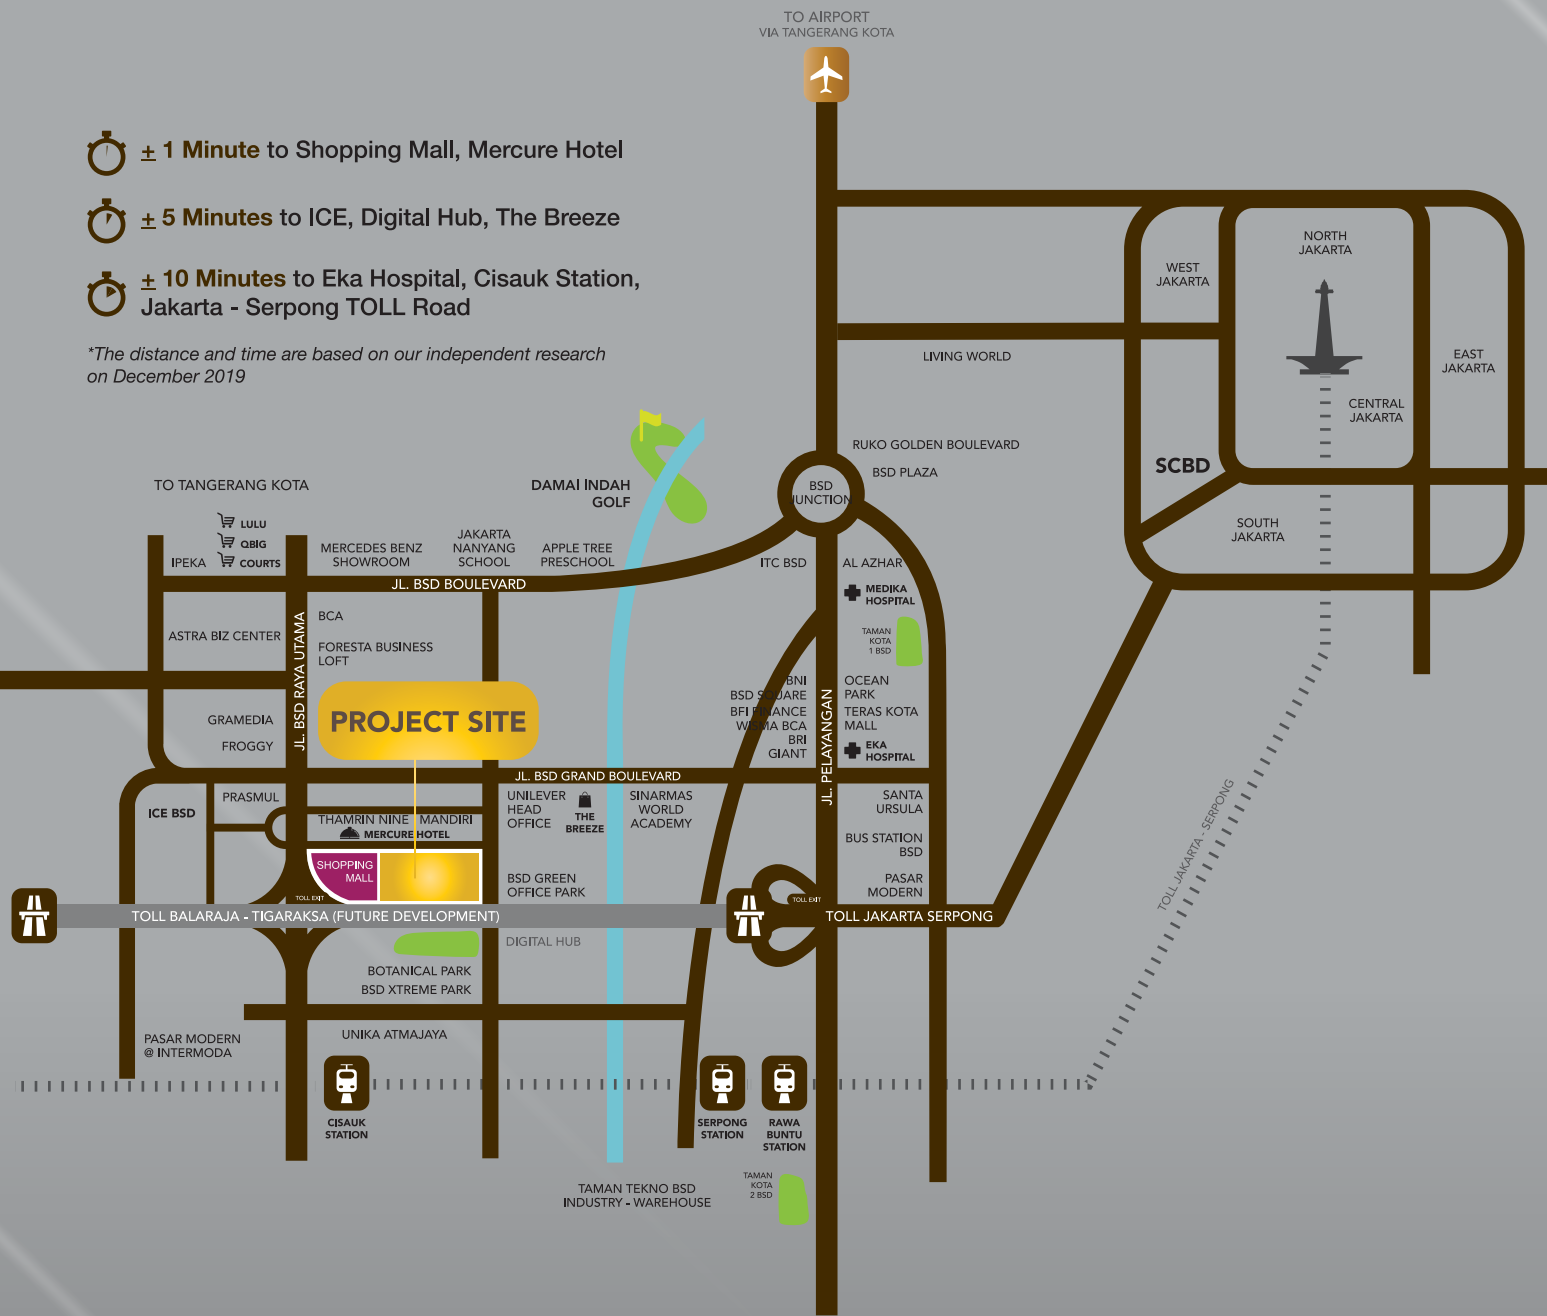 TO AIRPORT
VIA TANGERANG KOTA
± 1 Minute to Shopping Mall, Mercure Hotel
± 5 Minutes to ICE, Digital Hub, The Breeze
± 10 Minutes to Eka Hospital, Cisauk Station,
Jakarta - Serpong TOLL Road
*The distance and time are based on our independent research
on December 2019
NORTH
JAKARTA
WEST
JAKARTA
EAST
JAKARTA
CENTRAL
JAKARTA
SCBD
SOUTH
JAKARTA
LIVING WORLD
RUKO GOLDEN BOULEVARD
BSD PLAZA
BSD
JUNCTION
DAMAI INDAH
GOLF
TO TANGERANG KOTA
LULU
QBIG
COURTS
IPEKA
MERCEDES BENZ
SHOWROOM
JAKARTA
NANYANG
SCHOOL
APPLE TREE
PRESCHOOL
ITC BSD
AL AZHAR
JL. BSD BOULEVARD
MEDIKA
HOSPITAL
TAMAN
KOTA
1 BSD
BCA
ASTRA BIZ CENTER
FORESTA BUSINESS
LOFT
JL. BSD RAYA UTAMA
PROJECT SITE
GRAMEDIA
FROGGY
BNI
BSD SQUARE
BFI FINANCE
WISMA BCA
BRI
GIANT
JL. PELAYANGAN
OCEAN
PARK
TERAS KOTA
MALL
EKA
HOSPITAL
JL. BSD GRAND BOULEVARD
PRASMUL
ICE BSD
THAMRIN NINE
MANDIRI
MERCURE HOTEL
UNILEVER
HEAD
OFFICE
THE
BREEZE
SINARMAS
WORLD
ACADEMY
SANTA
URSULA
BUS STATION
BSD
PASAR
MODERN
SHOPPING
MALL
BSD GREEN
OFFICE PARK
TOLL EXIT
TOLL EXIT
TOLL BALARAJA - TIGARAKSA (FUTURE DEVELOPMENT)
TOLL JAKARTA SERPONG
TOLL JAKARTA - SERPONG
DIGITAL HUB
BOTANICAL PARK
BSD XTREME PARK
UNIKA ATMAJAYA
PASAR MODERN
@ INTERMODA
CISAUK
STATION
SERPONG
STATION
RAWA
BUNTU
STATION
TAMAN TEKNO BSD
INDUSTRY - WAREHOUSE
TAMAN
KOTA
2 BSD